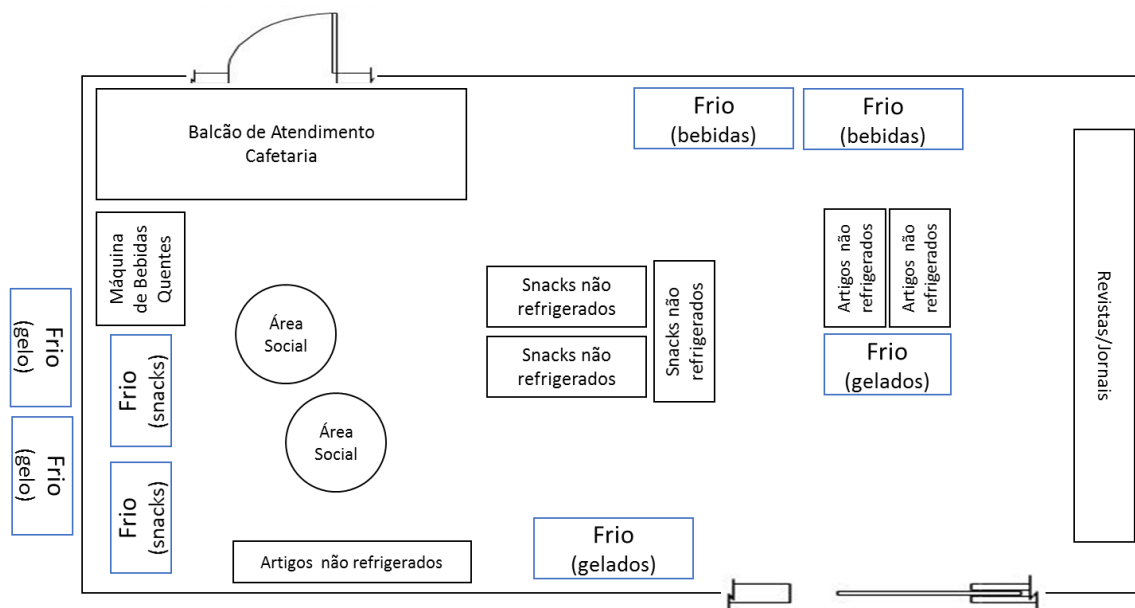 Balcão de Atendimento
Cafetaria
Frio
(bebidas)
Frio
(bebidas)
Máquina
de Bebidas
Quentes
Área
Social
Snacks não
refrigerados
Snacks não
refrigerados
Artigos não
refrigerados
Artigos não
refrigerados
Revistas/Jornais
Frio
(gelo)
Frio
(snacks)
Snacks não
refrigerados
Frio
(gelados)
Frio
(gelo)
Área
Social
Frio
(snacks)
Artigos não refrigerados
Frio
(gelados)